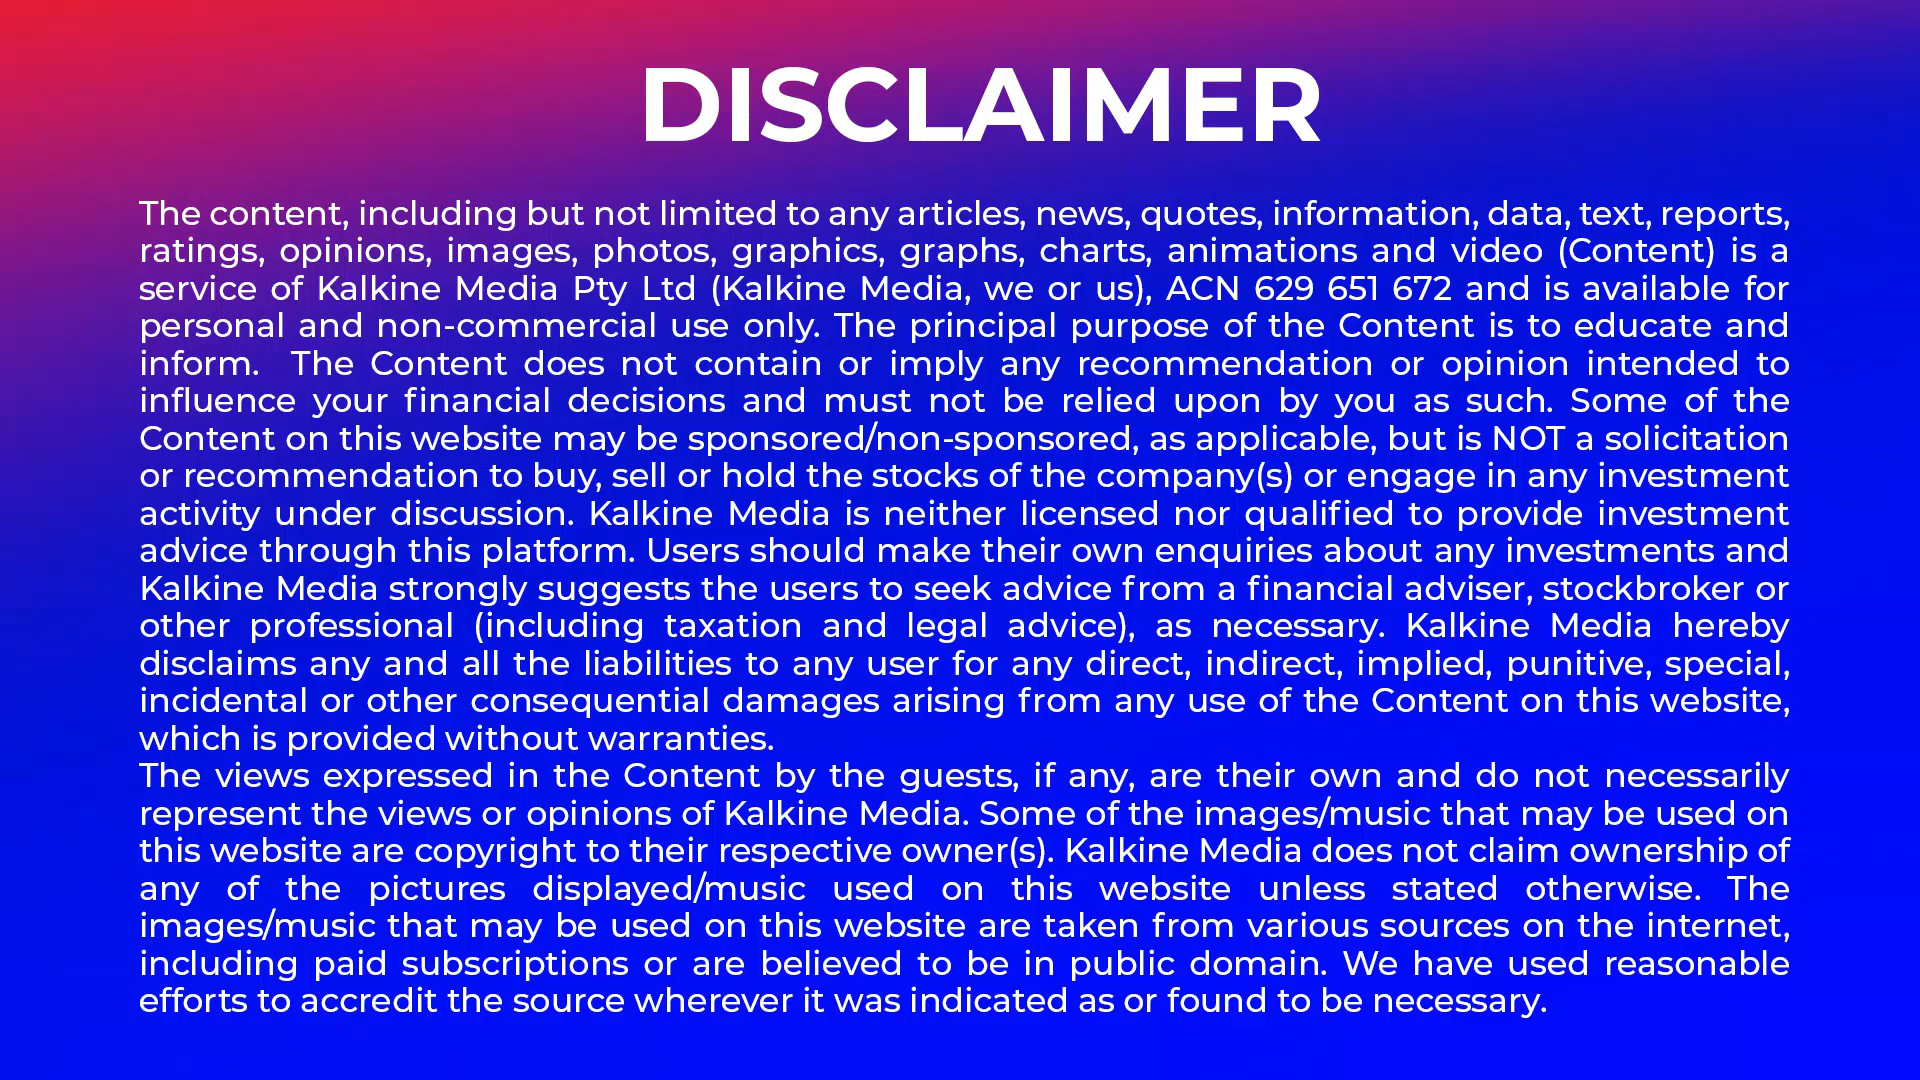 DISCLAIMER
The content, including but not limited to any articles, news, quotes, information, data, text, reports,
ratings, opinions, images, photos, graphics, graphs, charts, animations and video (Content) is a
service of Kalkine Media Pty Ltd (Kalkine Media, we or us), ACN 629 651 672 and is available for
personal and non-commercial use only. The principal purpose of the Content is to educate and
inform.  The Content does not contain or imply any recommendation or opinion intended to
influence your financial decisions and must not be relied upon by you as such. Some of the
Content on this website may be sponsored/non-sponsored, as applicable, but is NOT a solicitation
or recommendation to buy, sell or hold the stocks of the company(s) or engage in any investment
activity under discussion. Kalkine Media is neither licensed nor qualified to provide investment
advice through this platform. Users should make their own enquiries about any investments and
Kalkine Media strongly suggests the users to seek advice from a financial adviser, stockbroker or
other professional (including taxation and legal advice), as necessary. Kalkine Media hereby
disclaims any and all the liabilities to any user for any direct, indirect, implied, punitive, special,
incidental or other consequential damages arising from any use of the Content on this website,
which is provided without warranties.
The views expressed in the Content by the guests, if any, are their own and do not necessarily
represent the views or opinions of Kalkine Media. Some of the images/music that may be used on
this website are copyright to their respective owner(s). Kalkine Media does not claim ownership of
any of the pictures displayed/music used on this website unless stated otherwise. The
images/music that may be used on this website are taken from various sources on the internet,
including paid subscriptions or are believed to be in public domain. We have used reasonable
efforts to accredit the source wherever it was indicated as or found to be necessary.